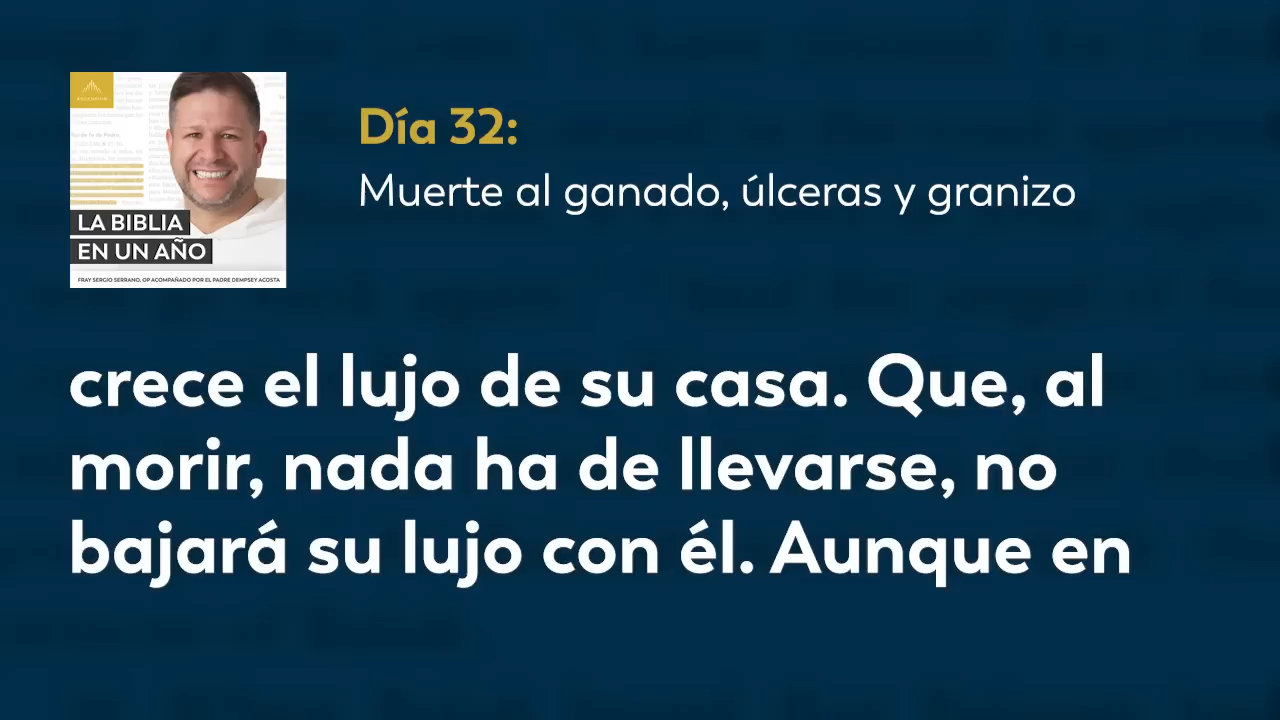 ASCENSION
LA BIBLIA
EN UN AÑO
FRAY SERGIO SERRANO, OP ACOMPAÑADO POR EL PADRE DEMPSEY ACOSTA
Día 32:
Muerte al ganado, úlceras y granizo
crece el lujo de su casa. Que, al
morir, nada ha de llevarse, no
bajará su lujo con él. Aunque en